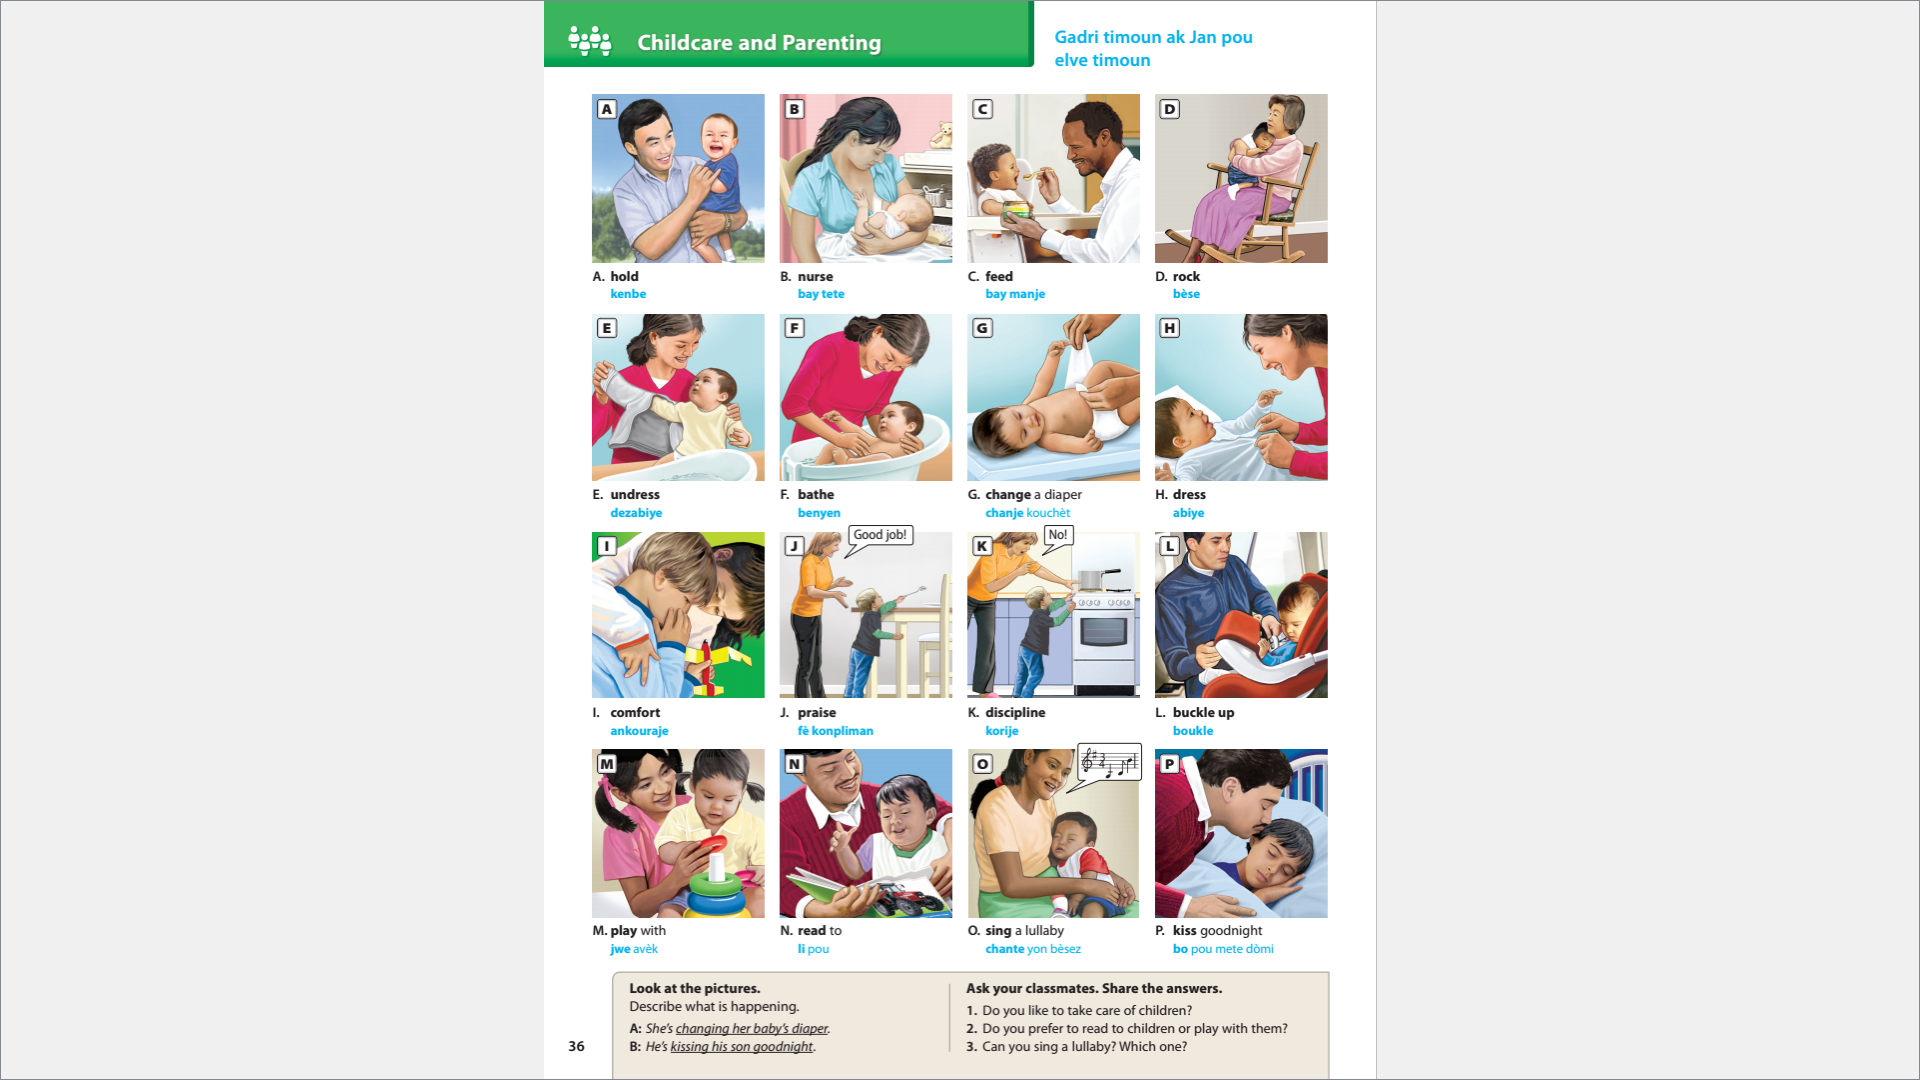 Childcare and Parenting
Gadri timoun ak Jan pou
elve timoun
A
B
C
D
A. hold
kenbe
B. nurse
bay tete
C. feed
bay manje
D. rock
bèse
E
F
G
H
E. undress
dezabiye
F. bathe
benyen
G. change a diaper
chanje kouchèt
H. dress
abiye
I
J
Good job!
K
No!
L
I. comfort
ankouraje
J. praise
fè konpliman
K. discipline
korije
L. buckle up
boukle
M
N
O
P
M. play with
jwe avèk
N. read to
li pou
O. sing a lullaby
chante yon bèsez
P. kiss goodnight
bo pou mete dòmi
Look at the pictures.
Describe what is happening.
A: She's changing her baby's diaper.
B: He's kissing his son goodnight.
Ask your classmates. Share the answers.
1. Do you like to take care of children?
2. Do you prefer to read to children or play with them?
3. Can you sing a lullaby? Which one?
36